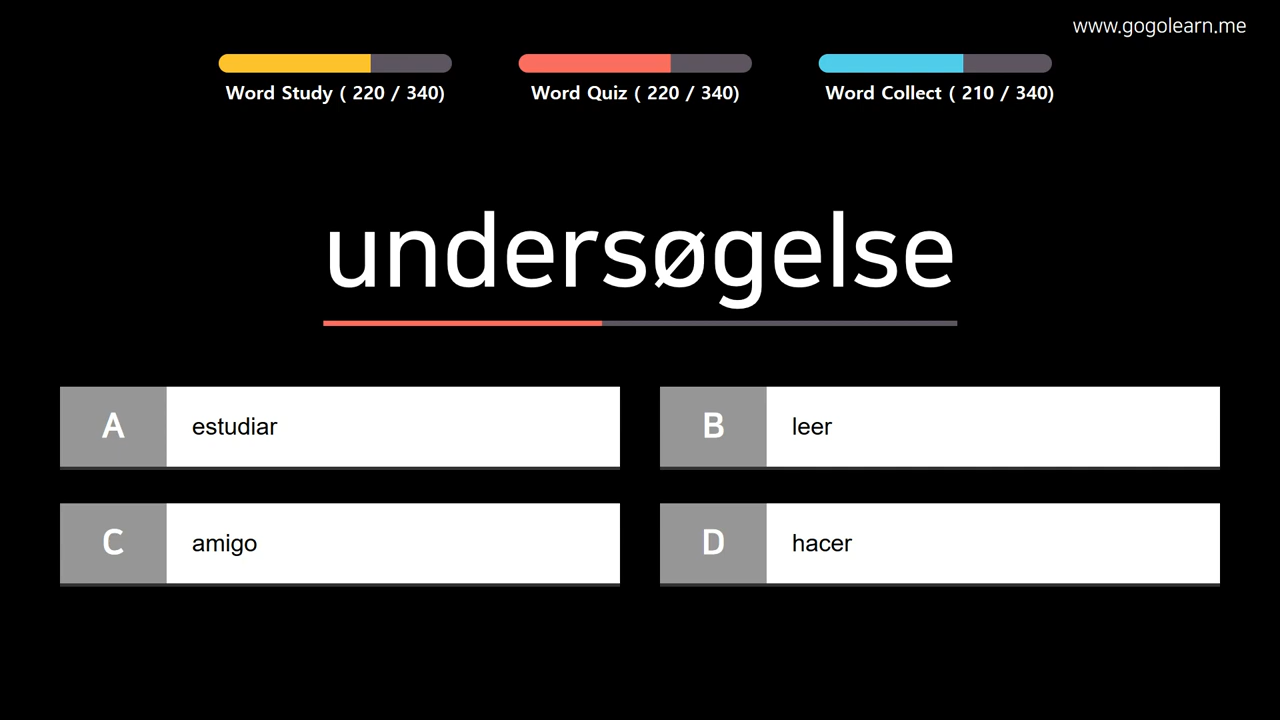 www.gogolearn.me
Word Study ( 220 / 340)
Word Quiz ( 220 / 340)
Word Collect ( 210 / 340)
undersøgelse
A estudiar
B leer
C amigo
D hacer